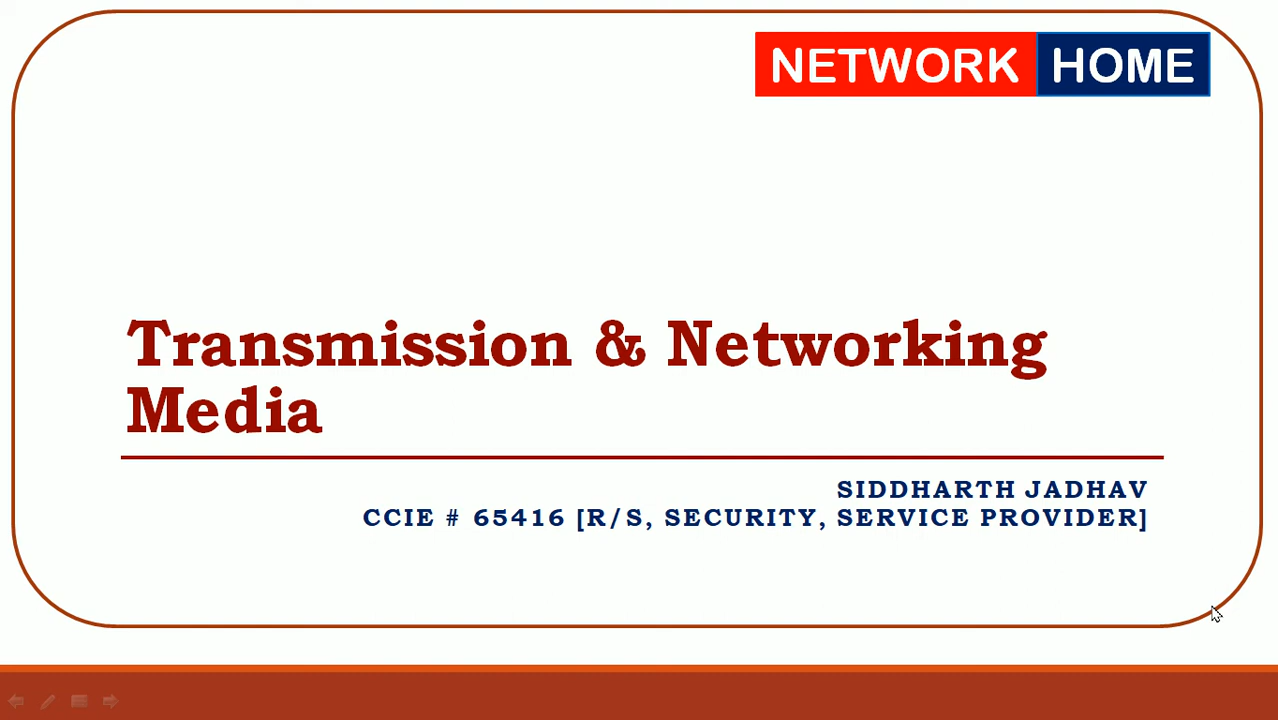 NETWORK HOME
Transmission & Networking
Media
SIDDHARTH JADHAV
CCIE # 65416 [R/S, SECURITY, SERVICE PROVIDER]